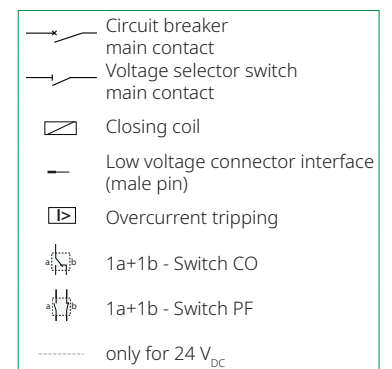 Circuit breaker
main contact
Voltage selector switch
main contact
Closing coil
Low voltage connector interface
(male pin)
I>
Overcurrent tripping
a b
1a+1b - Switch CO
a b
1a+1b - Switch PF
only for 24 V_DC